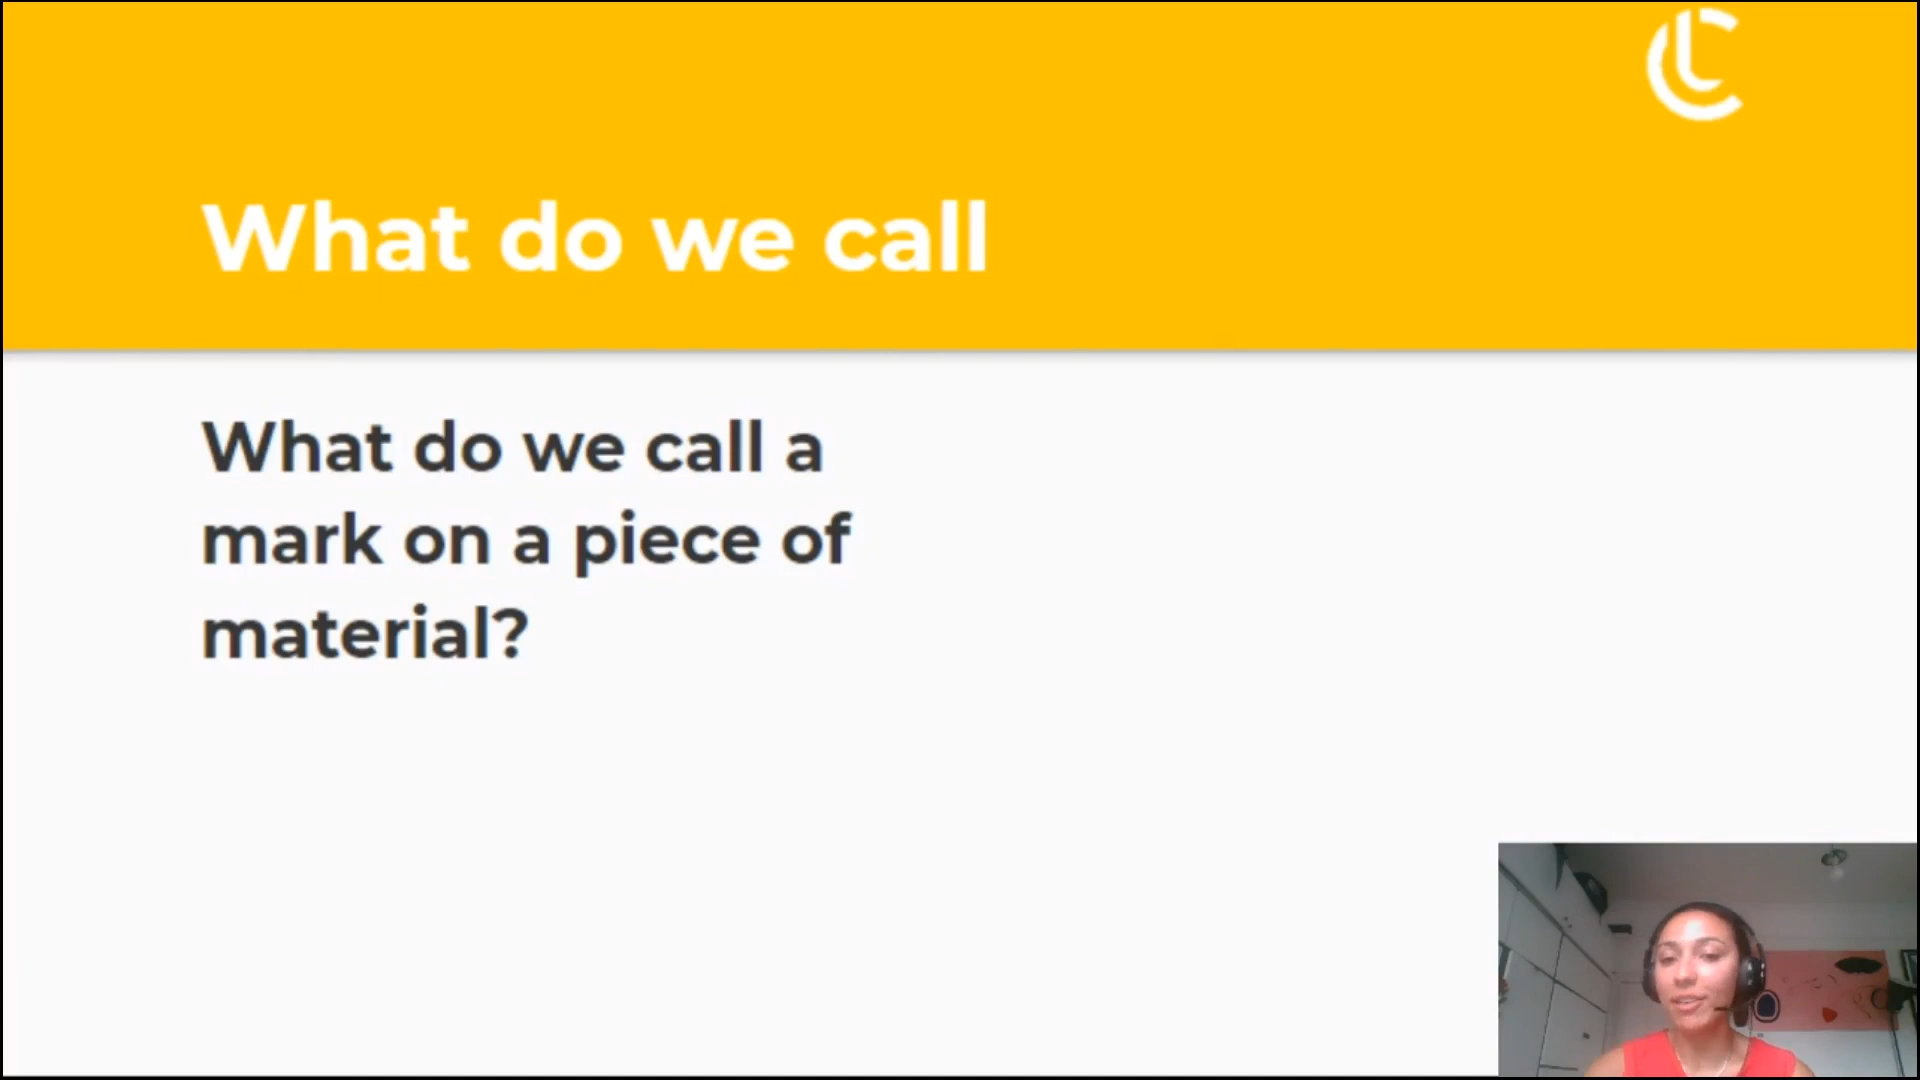 What do we call
What do we call a
mark on a piece of
material?